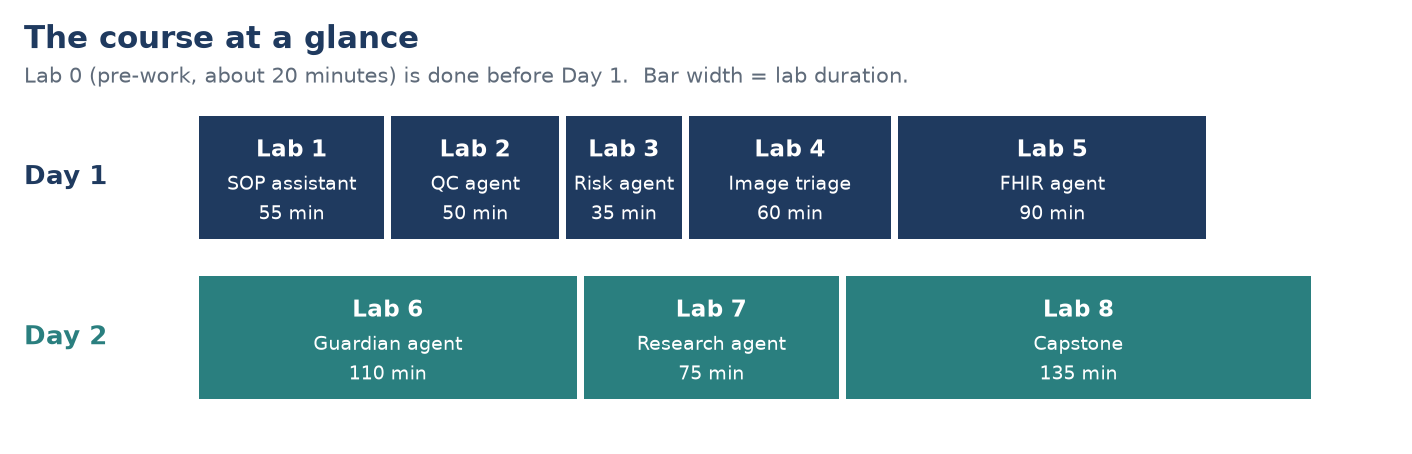 The course at a glance
Lab 0 (pre-work, about 20 minutes) is done before Day 1.  Bar width = lab duration.
Day 1
Lab 1
SOP assistant
55 min
Lab 2
QC agent
50 min
Lab 3
Risk agent
35 min
Lab 4
Image triage
60 min
Lab 5
FHIR agent
90 min
Day 2
Lab 6
Guardian agent
110 min
Lab 7
Research agent
75 min
Lab 8
Capstone
135 min